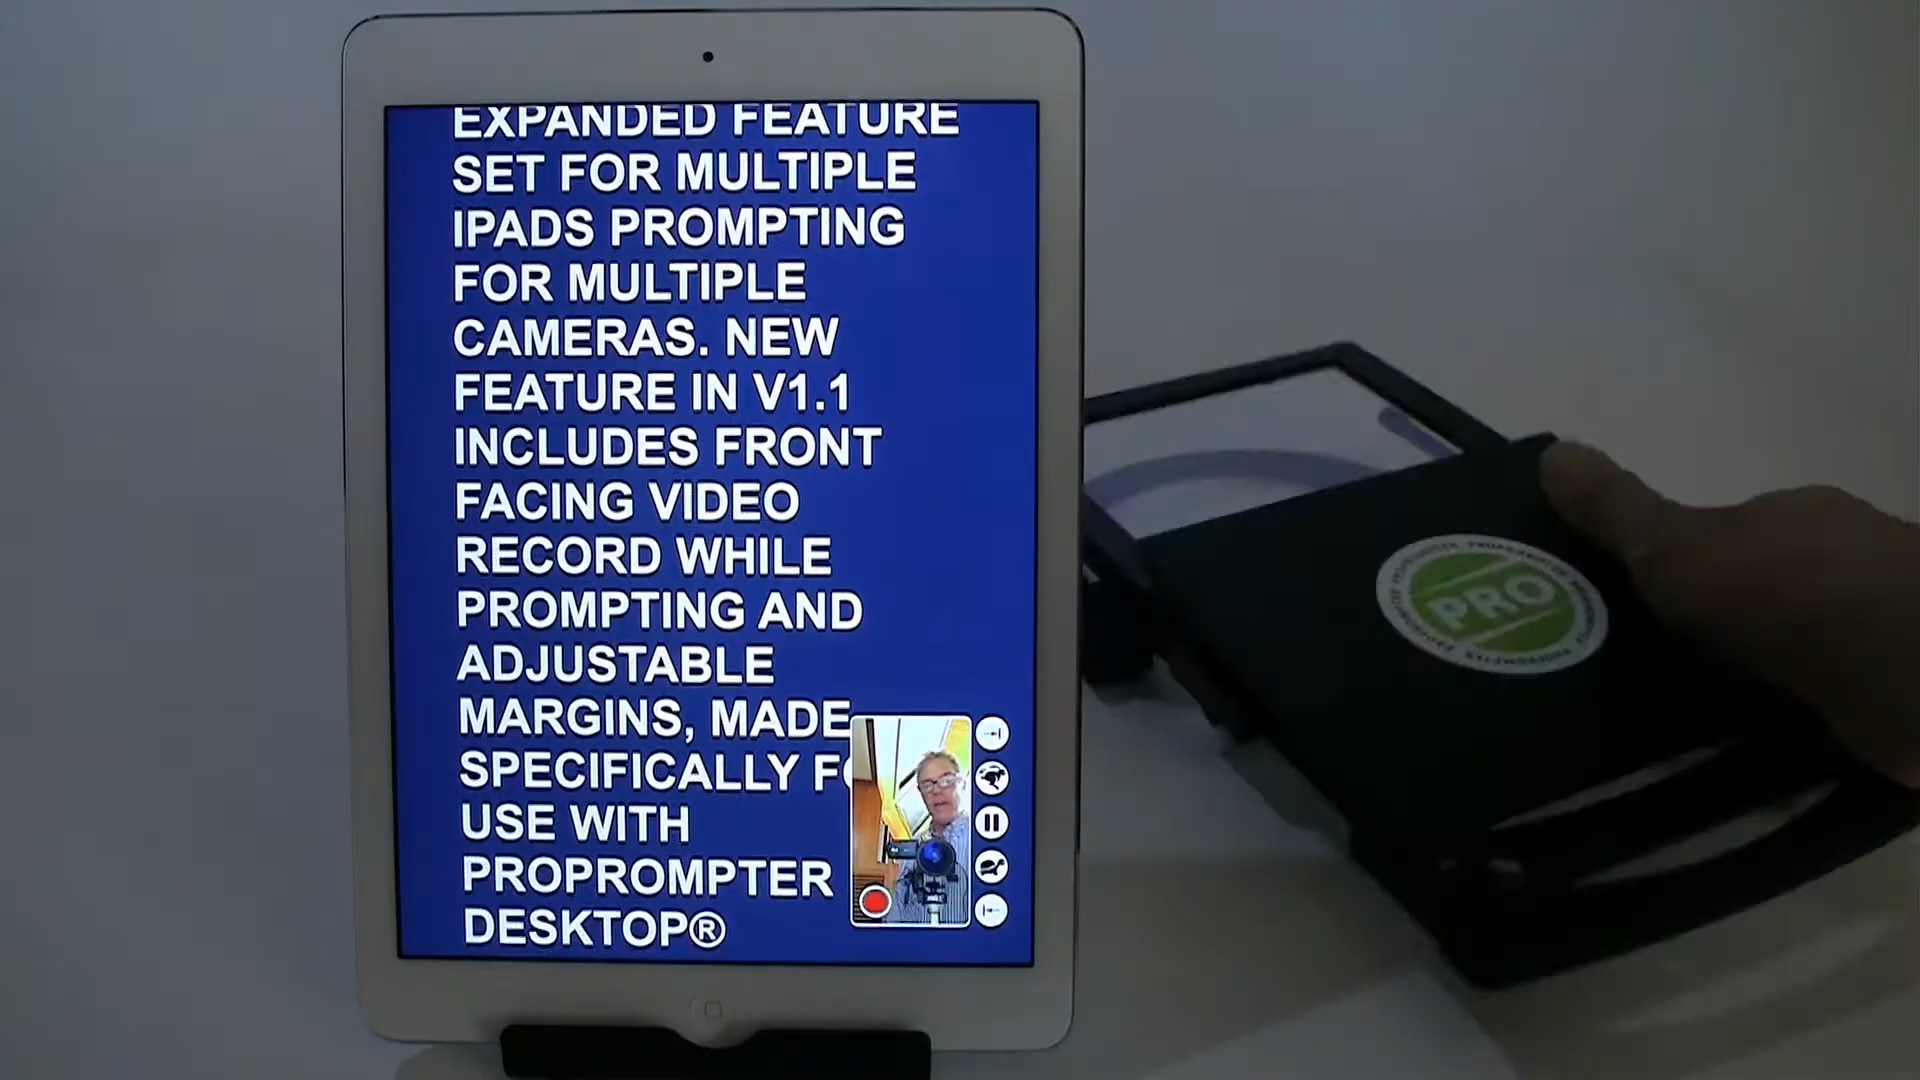 EXPANDED FEATURE
SET FOR MULTIPLE
IPADS PROMPTING
FOR MULTIPLE
CAMERAS. NEW
FEATURE IN V1.1
INCLUDES FRONT
FACING VIDEO
RECORD WHILE
PROMPTING AND
ADJUSTABLE
MARGINS, MADE
SPECIFICALLY
USE WITH
PROPROMPTER
DESKTOP®
PRO